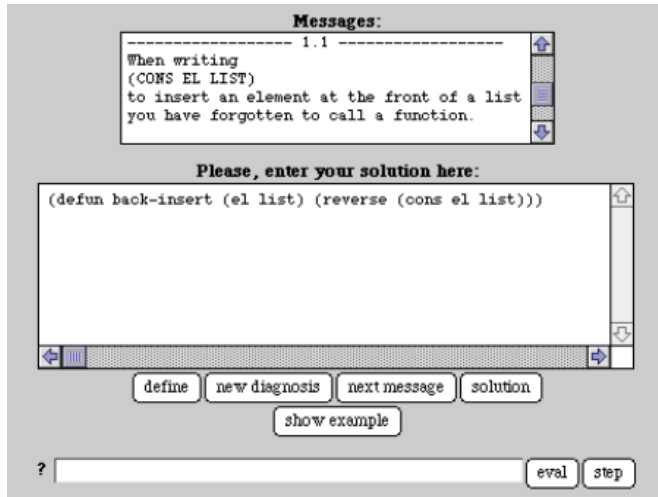 Messages:
------------------ 1.1 ------------------
When writing
(CONS EL LIST)
to insert an element at the front of a list
you have forgotten to call a function.
Please, enter your solution here:
(defun back-insert (el list) (reverse (cons el list)))
define new diagnosis next message solution
show example
? eval step